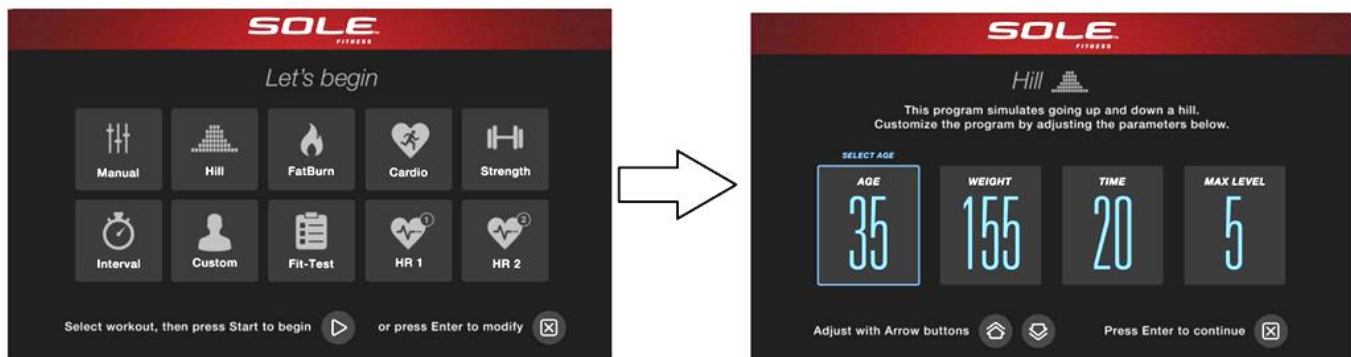 SOLE
FITNESS
Let's begin
Manual Hill FatBurn Cardio Strength
1 2
Interval Custom Fit-Test HR 1 HR 2
Select workout, then press Start to begin or press Enter to modify
SOLE
FITNESS
Hill
This program simulates going up and down a hill.
Customize the program by adjusting the parameters below.
SELECT AGE
AGE WEIGHT TIME MAX LEVEL
35 155 20 5
Adjust with Arrow buttons Press Enter to continue